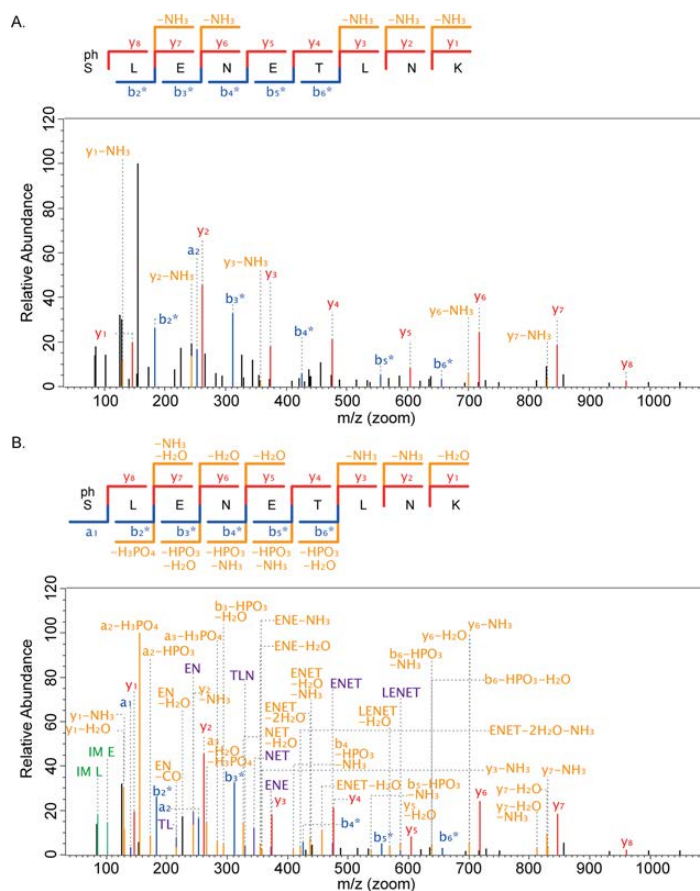 A.
–NH₃ –NH₃ –NH₃ –NH₃ –NH₃
y₈ y₇ y₆ y₅ y₄ y₃ y₂ y₁
ph
S L E N E T L N K
b₂* b₃* b₄* b₅* b₆*
120
100
80
60
40
20
0
Relative Abundance
y₁–NH₃
y₁
b₂*
y₂–NH₃
a₂
y₂
b₃*
y₃–NH₃
y₃
b₄*
y₄
b₅*
y₅
b₆*
y₆–NH₃
y₆
y₇–NH₃
y₇
y₈
100 200 300 400 500 600 700 800 900 1000
m/z (zoom)
B.
–NH₃
–H₂O –H₂O –H₂O –NH₃ –NH₃ –H₂O
y₈ y₇ y₆ y₅ y₄ y₃ y₂ y₁
ph
S L E N E T L N K
a₁ b₂* b₃* b₄* b₅* b₆*
–H₃PO₄ –HPO₃ –HPO₃ –HPO₃ –HPO₃
–H₂O –NH₃ –NH₃ –H₂O
120
100
80
60
40
20
0
Relative Abundance
IM L
IM E
y₁–NH₃
y₁–H₂O
a₁
y₁
a₂–H₃PO₄
a₂–HPO₃
b₂*
a₂
TL
EN
–CO
EN
–H₂O
EN
y₂
–NH₃
y₂
a₃–H₃PO₄
a₃
–H₂O
–H₃PO₄
b₃–HPO₃
–H₂O
b₃*
TLN
NET
–H₂O
NET
ENE–NH₃
ENE–H₂O
ENE
y₃
y₃–NH₃
b₄
–HPO₃
–NH₃
b₄*
ENET
–2H₂O
ENET
–H₂O
–NH₃
ENET–2H₂O–NH₃
ENET–H₂O
ENET
y₄
b₅–HPO₃
–NH₃
b₅*
LENET
–H₂O
LENET
y₅
–H₂O
y₅
b₆–HPO₃
–NH₃
b₆–HPO₃–H₂O
b₆*
y₆–H₂O
y₆–NH₃
y₆
y₇–NH₃
y₇–H₂O
y₇–H₂O
–NH₃
y₇
y₈
100 200 300 400 500 600 700 800 900 1000
m/z (zoom)